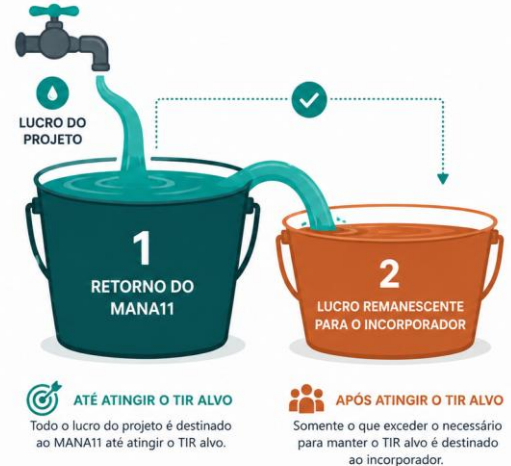 LUCRO DO
PROJETO
1
RETORNO DO
MANA11
2
LUCRO REMANESCENTE
PARA O INCORPORADOR
ATÉ ATINGIR O TIR ALVO
Todo o lucro do projeto é destinado
ao MANA11 até atingir o TIR alvo.
APÓS ATINGIR O TIR ALVO
Somente o que exceder o necessário
para manter o TIR alvo é destinado
ao incorporador.